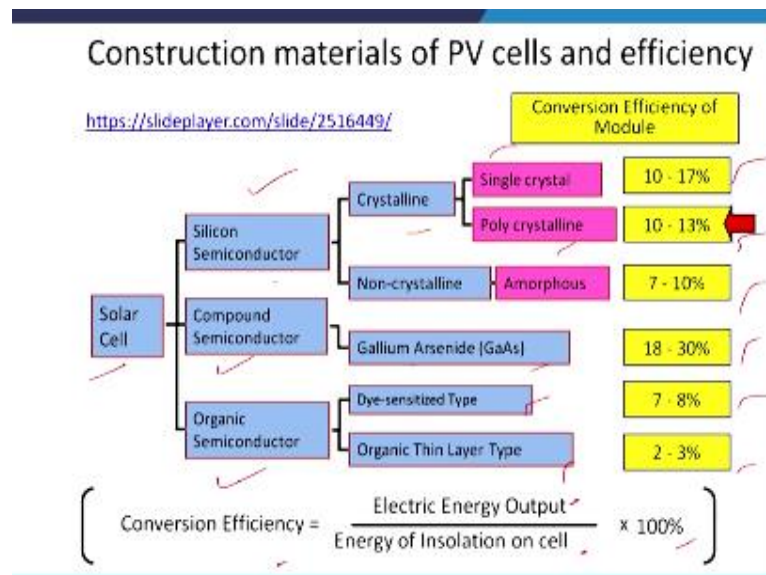 Construction materials of PV cells and efficiency
https://slideplayer.com/slide/2516449/
Conversion Efficiency of
Module
Single crystal
10 - 17%
Crystalline
Poly crystalline
10 - 13%
Silicon
Semiconductor
Non-crystalline
Amorphous
7 - 10%
Solar
Cell
Compound
Semiconductor
Gallium Arsenide (GaAs)
18 - 30%
Dye-sensitized Type
7 - 8%
Organic
Semiconductor
Organic Thin Layer Type
2 - 3%
Conversion Efficiency =
Electric Energy Output
Energy of Insolation on cell
x 100%